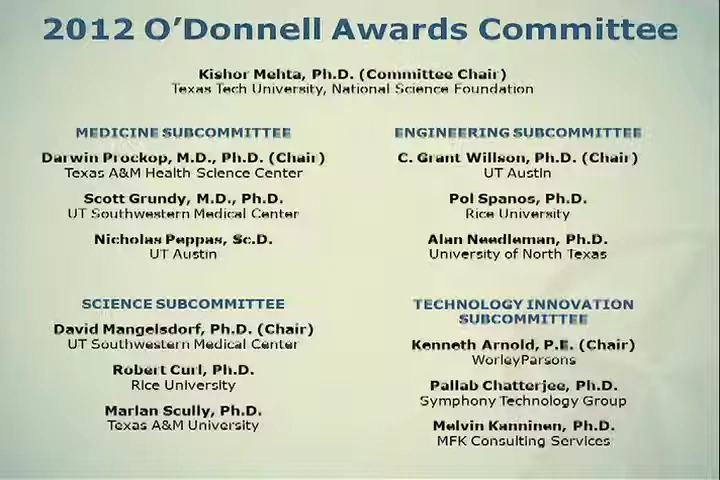 2012 O’Donnell Awards Committee
Kishor Mehta, Ph.D. (Committee Chair)
Texas Tech University, National Science Foundation
MEDICINE SUBCOMMITTEE
Darwin Prockop, M.D., Ph.D. (Chair)
Texas A&M Health Science Center
Scott Grundy, M.D., Ph.D.
UT Southwestern Medical Center
Nicholas Peppas, Sc.D.
UT Austin
ENGINEERING SUBCOMMITTEE
C. Grant Willson, Ph.D. (Chair)
UT Austin
Pol Spanos, Ph.D.
Rice University
Alan Needleman, Ph.D.
University of North Texas
SCIENCE SUBCOMMITTEE
David Mangelsdorf, Ph.D. (Chair)
UT Southwestern Medical Center
Robert Curl, Ph.D.
Rice University
Marlan Scully, Ph.D.
Texas A&M University
TECHNOLOGY INNOVATION
SUBCOMMITTEE
Kenneth Arnold, P.E. (Chair)
WorleyParsons
Pallab Chatterjee, Ph.D.
Symphony Technology Group
Melvin Kanninen, Ph.D.
MFK Consulting Services